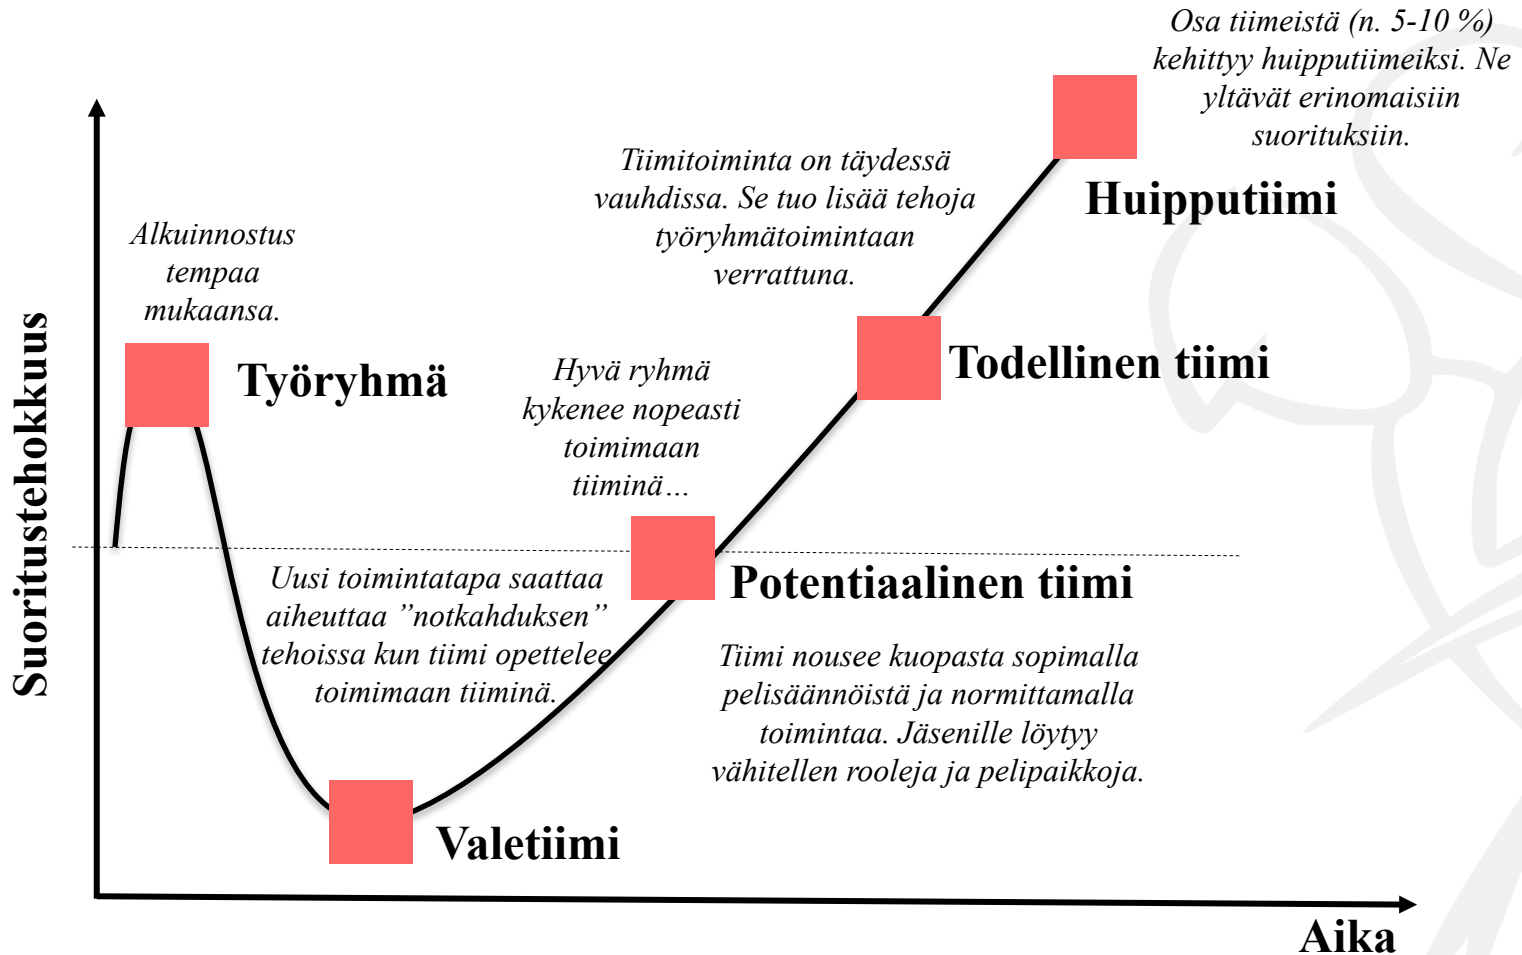 Osa tiimeistä (n. 5-10 %)
kehittyy huipputiimeiksi. Ne
yltävät erinomaisiin
suorituksiin.
Huipputiimi
Tiimitoiminta on täydessä
vauhdissa. Se tuo lisää tehoja
työryhmätoimintaan
verrattuna.
Todellinen tiimi
Alkuinnostus
tempaa
mukaansa.
Työryhmä
Hyvä ryhmä
kykenee nopeasti
toimimaan
tiiminä…
Potentiaalinen tiimi
Uusi toimintatapa saattaa
aiheuttaa ”notkahduksen”
tehoissa kun tiimi opettelee
toimimaan tiiminä.
Tiimi nousee kuopasta sopimalla
pelisäännöistä ja normittamalla
toimintaa. Jäsenille löytyy
vähitellen rooleja ja pelipaikkoja.
Valetiimi
Suoritustehokkuus
Aika